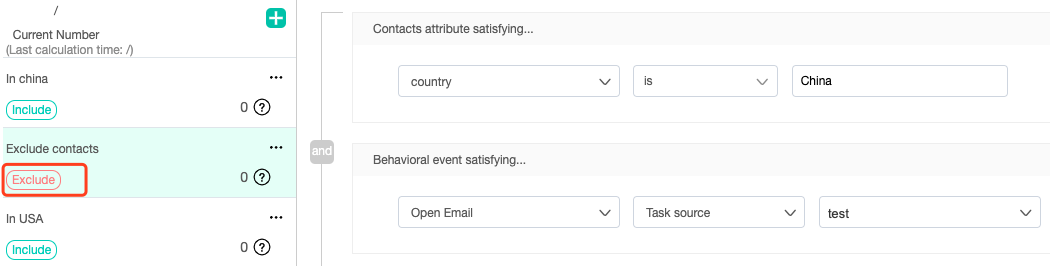 /
Current Number
(Last calculation time: /)
In china
Include
0 ?
Exclude contacts
Exclude
0 ?
In USA
Include
0 ?
and
Contacts attribute satisfying...
country
is
China
Behavioral event satisfying...
Open Email
Task source
test